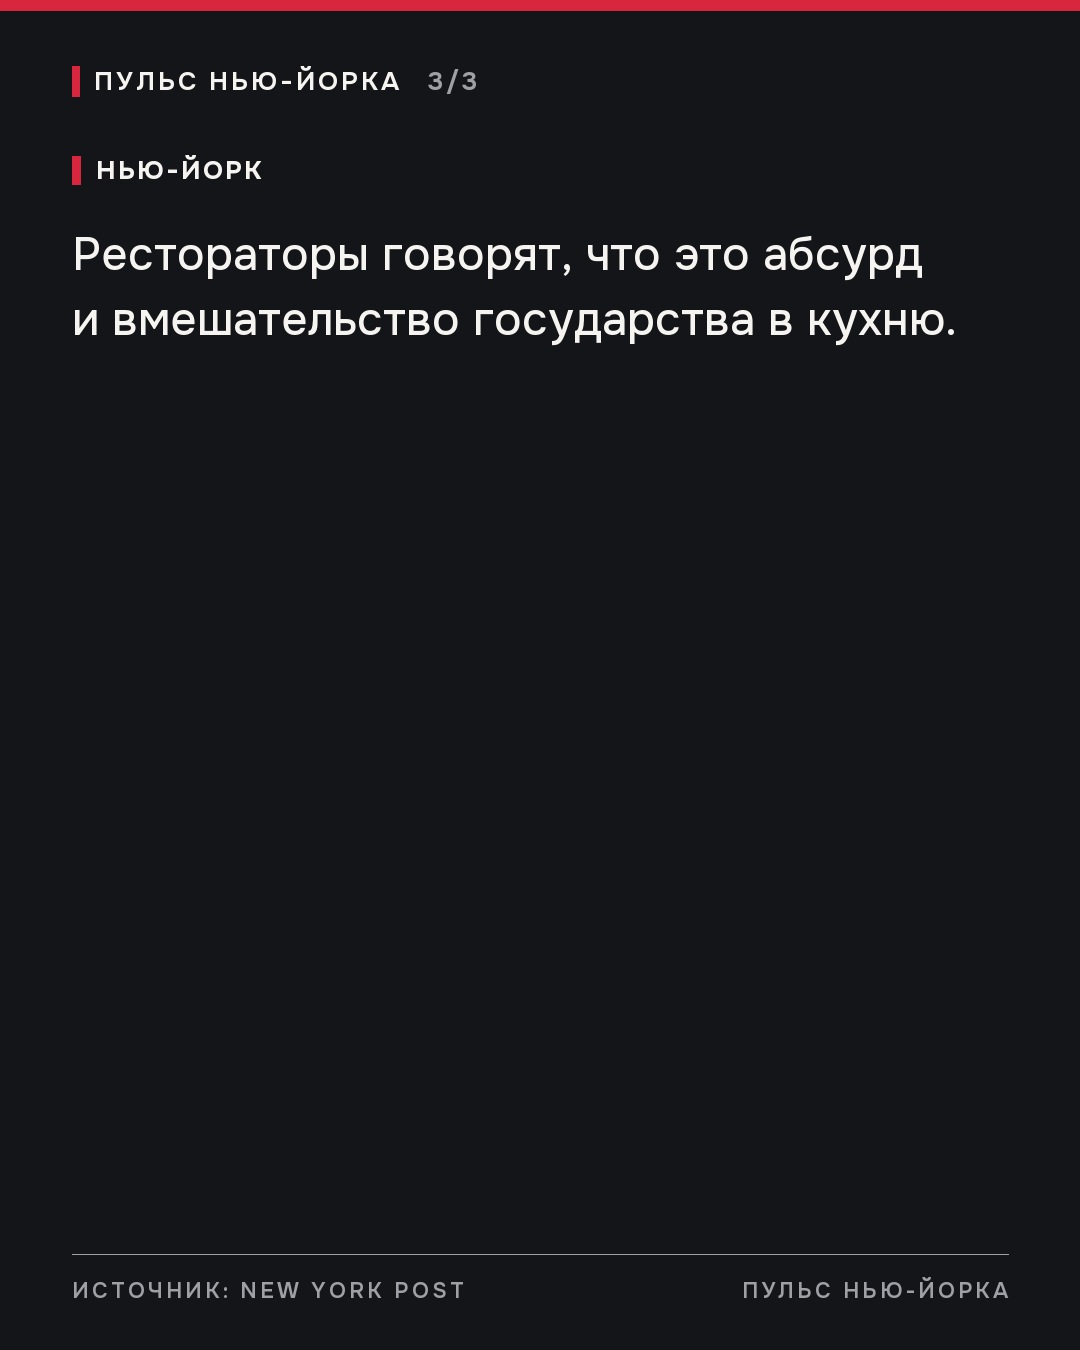 ПУЛЬС НЬЮ-ЙОРКА 3/3
НЬЮ-ЙОРК
Рестораторы говорят, что это абсурд
и вмешательство государства в кухню.
ИСТОЧНИК: NEW YORK POST
ПУЛЬС НЬЮ-ЙОРКА